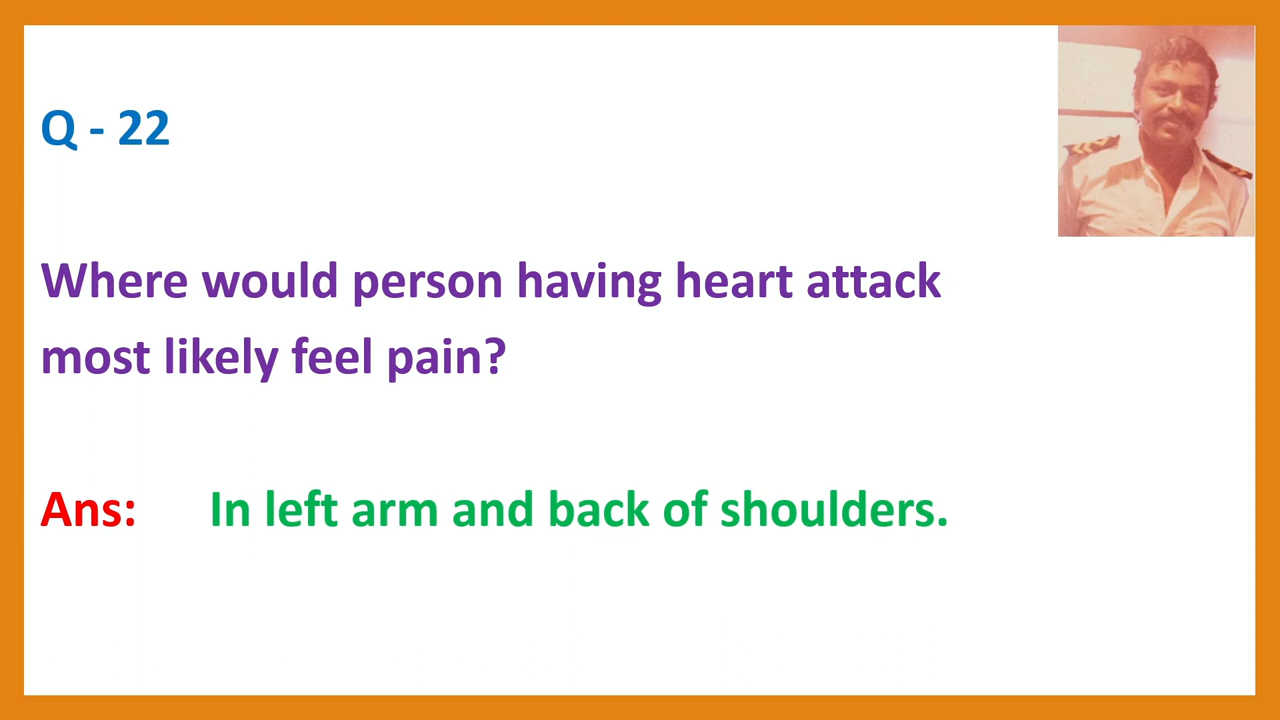 Q - 22
Where would person having heart attack
most likely feel pain?
Ans: In left arm and back of shoulders.